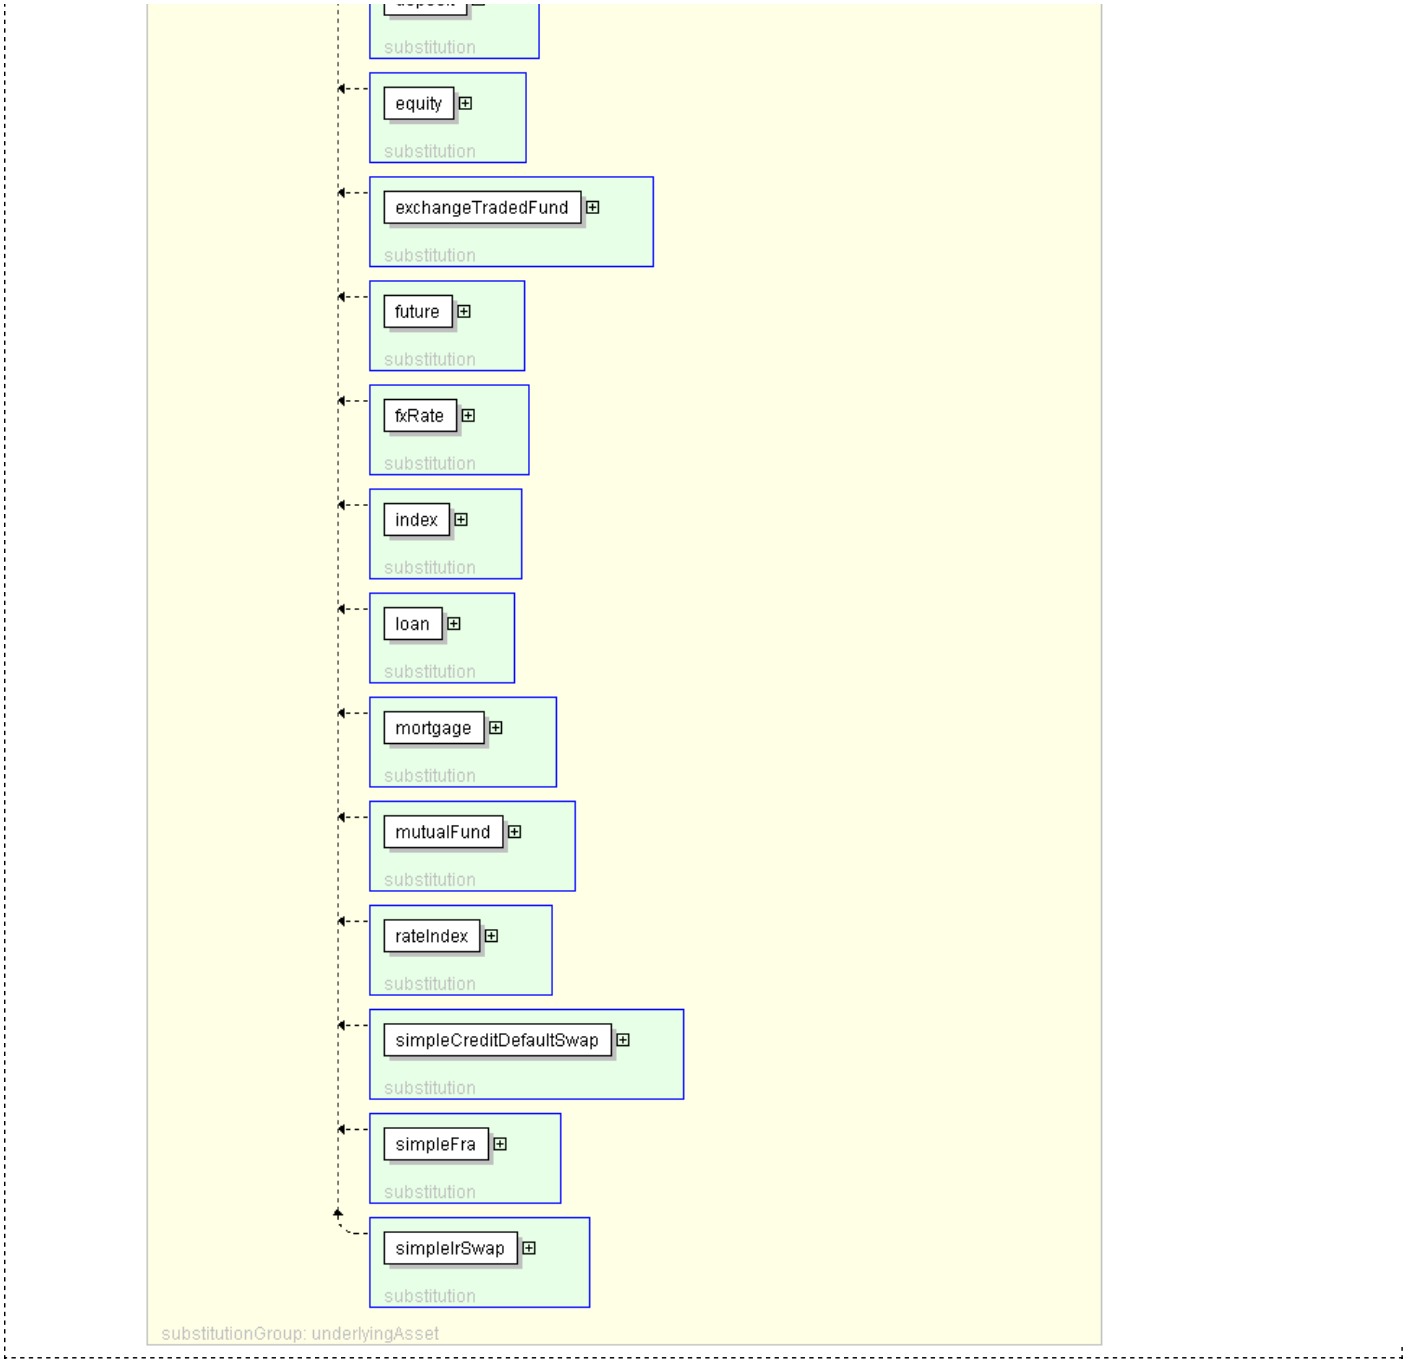 deposit
substitution
equity
substitution
exchangeTradedFund
substitution
future
substitution
fxRate
substitution
index
substitution
loan
substitution
mortgage
substitution
mutualFund
substitution
rateIndex
substitution
simpleCreditDefaultSwap
substitution
simpleFra
substitution
simpleIrSwap
substitution
substitutionGroup: underlyingAsset